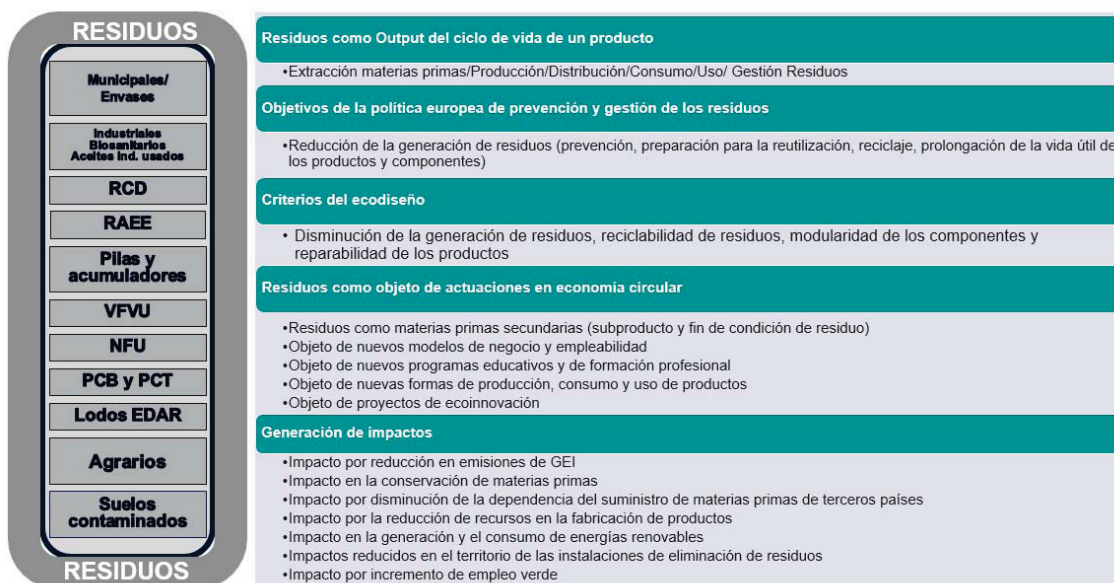 RESIDUOS
Municipales/
Envases
Industriales
Biosanitarios
Aceites Ind. usados
RCD
RAEE
Pilas y
acumuladores
VFVU
NFU
PCB y PCT
Lodos EDAR
Agrarios
Suelos
contaminados
RESIDUOS
Residuos como Output del ciclo de vida de un producto
•Extracción materias primas/Producción/Distribución/Consumo/Uso/ Gestión Residuos
Objetivos de la política europea de prevención y gestión de los residuos
•Reducción de la generación de residuos (prevención, preparación para la reutilización, reciclaje, prolongación de la vida útil de
los productos y componentes)
Criterios del ecodiseño
• Disminución de la generación de residuos, reciclabilidad de residuos, modularidad de los componentes y
reparabilidad de los productos
Residuos como objeto de actuaciones en economía circular
•Residuos como materias primas secundarias (subproducto y fin de condición de residuo)
•Objeto de nuevos modelos de negocio y empleabilidad
•Objeto de nuevos programas educativos y de formación profesional
•Objeto de nuevas formas de producción, consumo y uso de productos
•Objeto de proyectos de ecoinnovación
Generación de impactos
•Impacto por reducción en emisiones de GEI
•Impacto en la conservación de materias primas
•Impacto por disminución de la dependencia del suministro de materias primas de terceros países
•Impacto por la reducción de recursos en la fabricación de productos
•Impacto en la generación y el consumo de energías renovables
•Impactos reducidos en el territorio de las instalaciones de eliminación de residuos
•Impacto por incremento de empleo verde